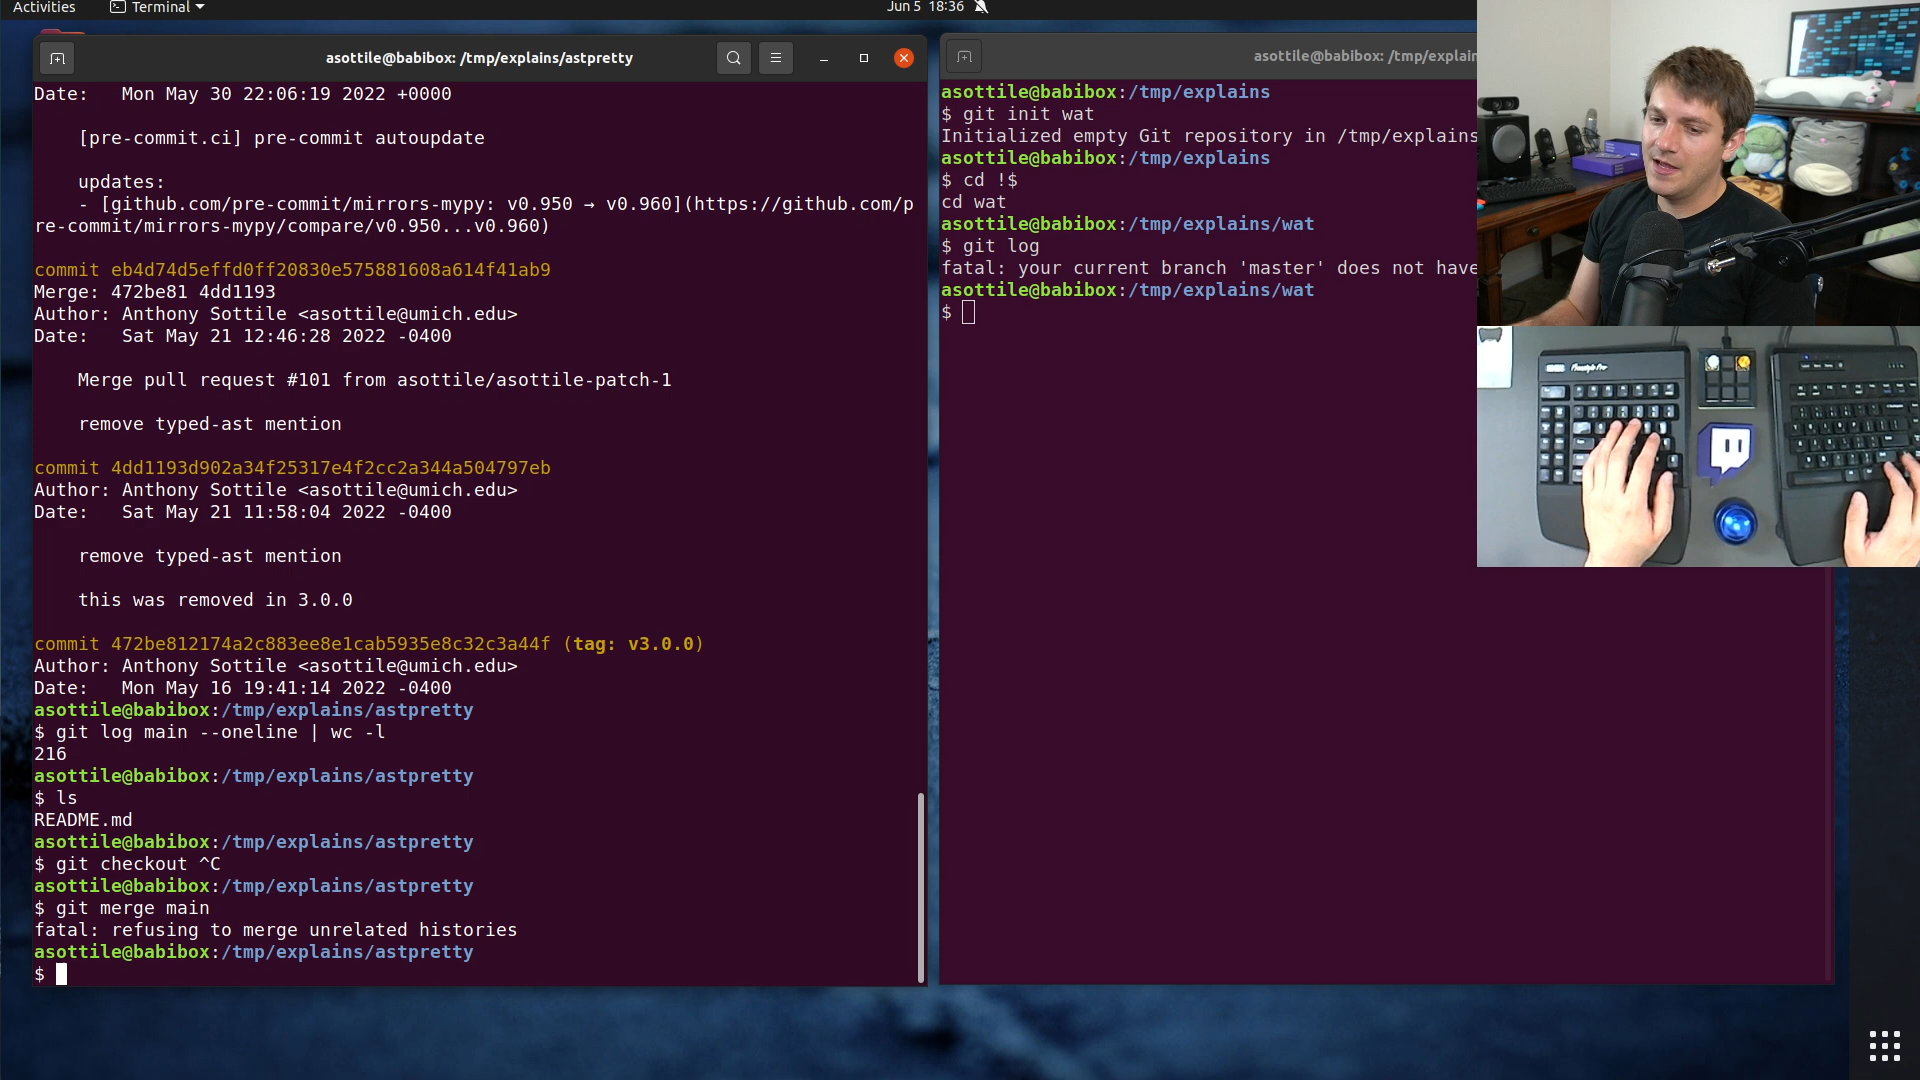 Activities
Terminal
Jun 5 18:36
asottile@babibox: /tmp/explains/astpretty
Date:   Mon May 30 22:06:19 2022 +0000
[pre-commit.ci] pre-commit autoupdate
updates:
- [github.com/pre-commit/mirrors-mypy: v0.950 → v0.960](https://github.com/p
re-commit/mirrors-mypy/compare/v0.950...v0.960)
commit eb4d74d5effd0ff20830e575881608a614f41ab9
Merge: 472be81 4dd1193
Author: Anthony Sottile <asottile@umich.edu>
Date:   Sat May 21 12:46:28 2022 -0400
Merge pull request #101 from asottile/asottile-patch-1
remove typed-ast mention
commit 4dd1193d902a34f25317e4f2cc2a344a504797eb
Author: Anthony Sottile <asottile@umich.edu>
Date:   Sat May 21 11:58:04 2022 -0400
remove typed-ast mention
this was removed in 3.0.0
commit 472be812174a2c883ee8e1cab5935e8c32c3a44f (tag: v3.0.0)
Author: Anthony Sottile <asottile@umich.edu>
Date:   Mon May 16 19:41:14 2022 -0400
asottile@babibox:/tmp/explains/astpretty
$ git log main --oneline | wc -l
216
asottile@babibox:/tmp/explains/astpretty
$ ls
README.md
asottile@babibox:/tmp/explains/astpretty
$ git checkout ^C
asottile@babibox:/tmp/explains/astpretty
$ git merge main
fatal: refusing to merge unrelated histories
asottile@babibox:/tmp/explains/astpretty
$
asottile@babibox: /tmp/explain
asottile@babibox:/tmp/explains
$ git init wat
Initialized empty Git repository in /tmp/explains
asottile@babibox:/tmp/explains
$ cd !$
cd wat
asottile@babibox:/tmp/explains/wat
$ git log
fatal: your current branch 'master' does not have
asottile@babibox:/tmp/explains/wat
$
Freestyle Pro